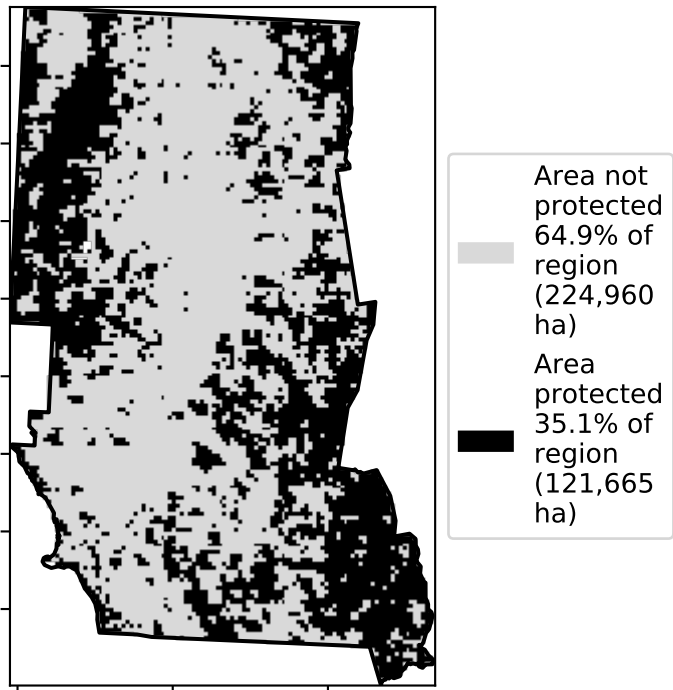 Area not
protected
64.9% of
region
(224,960
ha)
Area
protected
35.1% of
region
(121,665
ha)